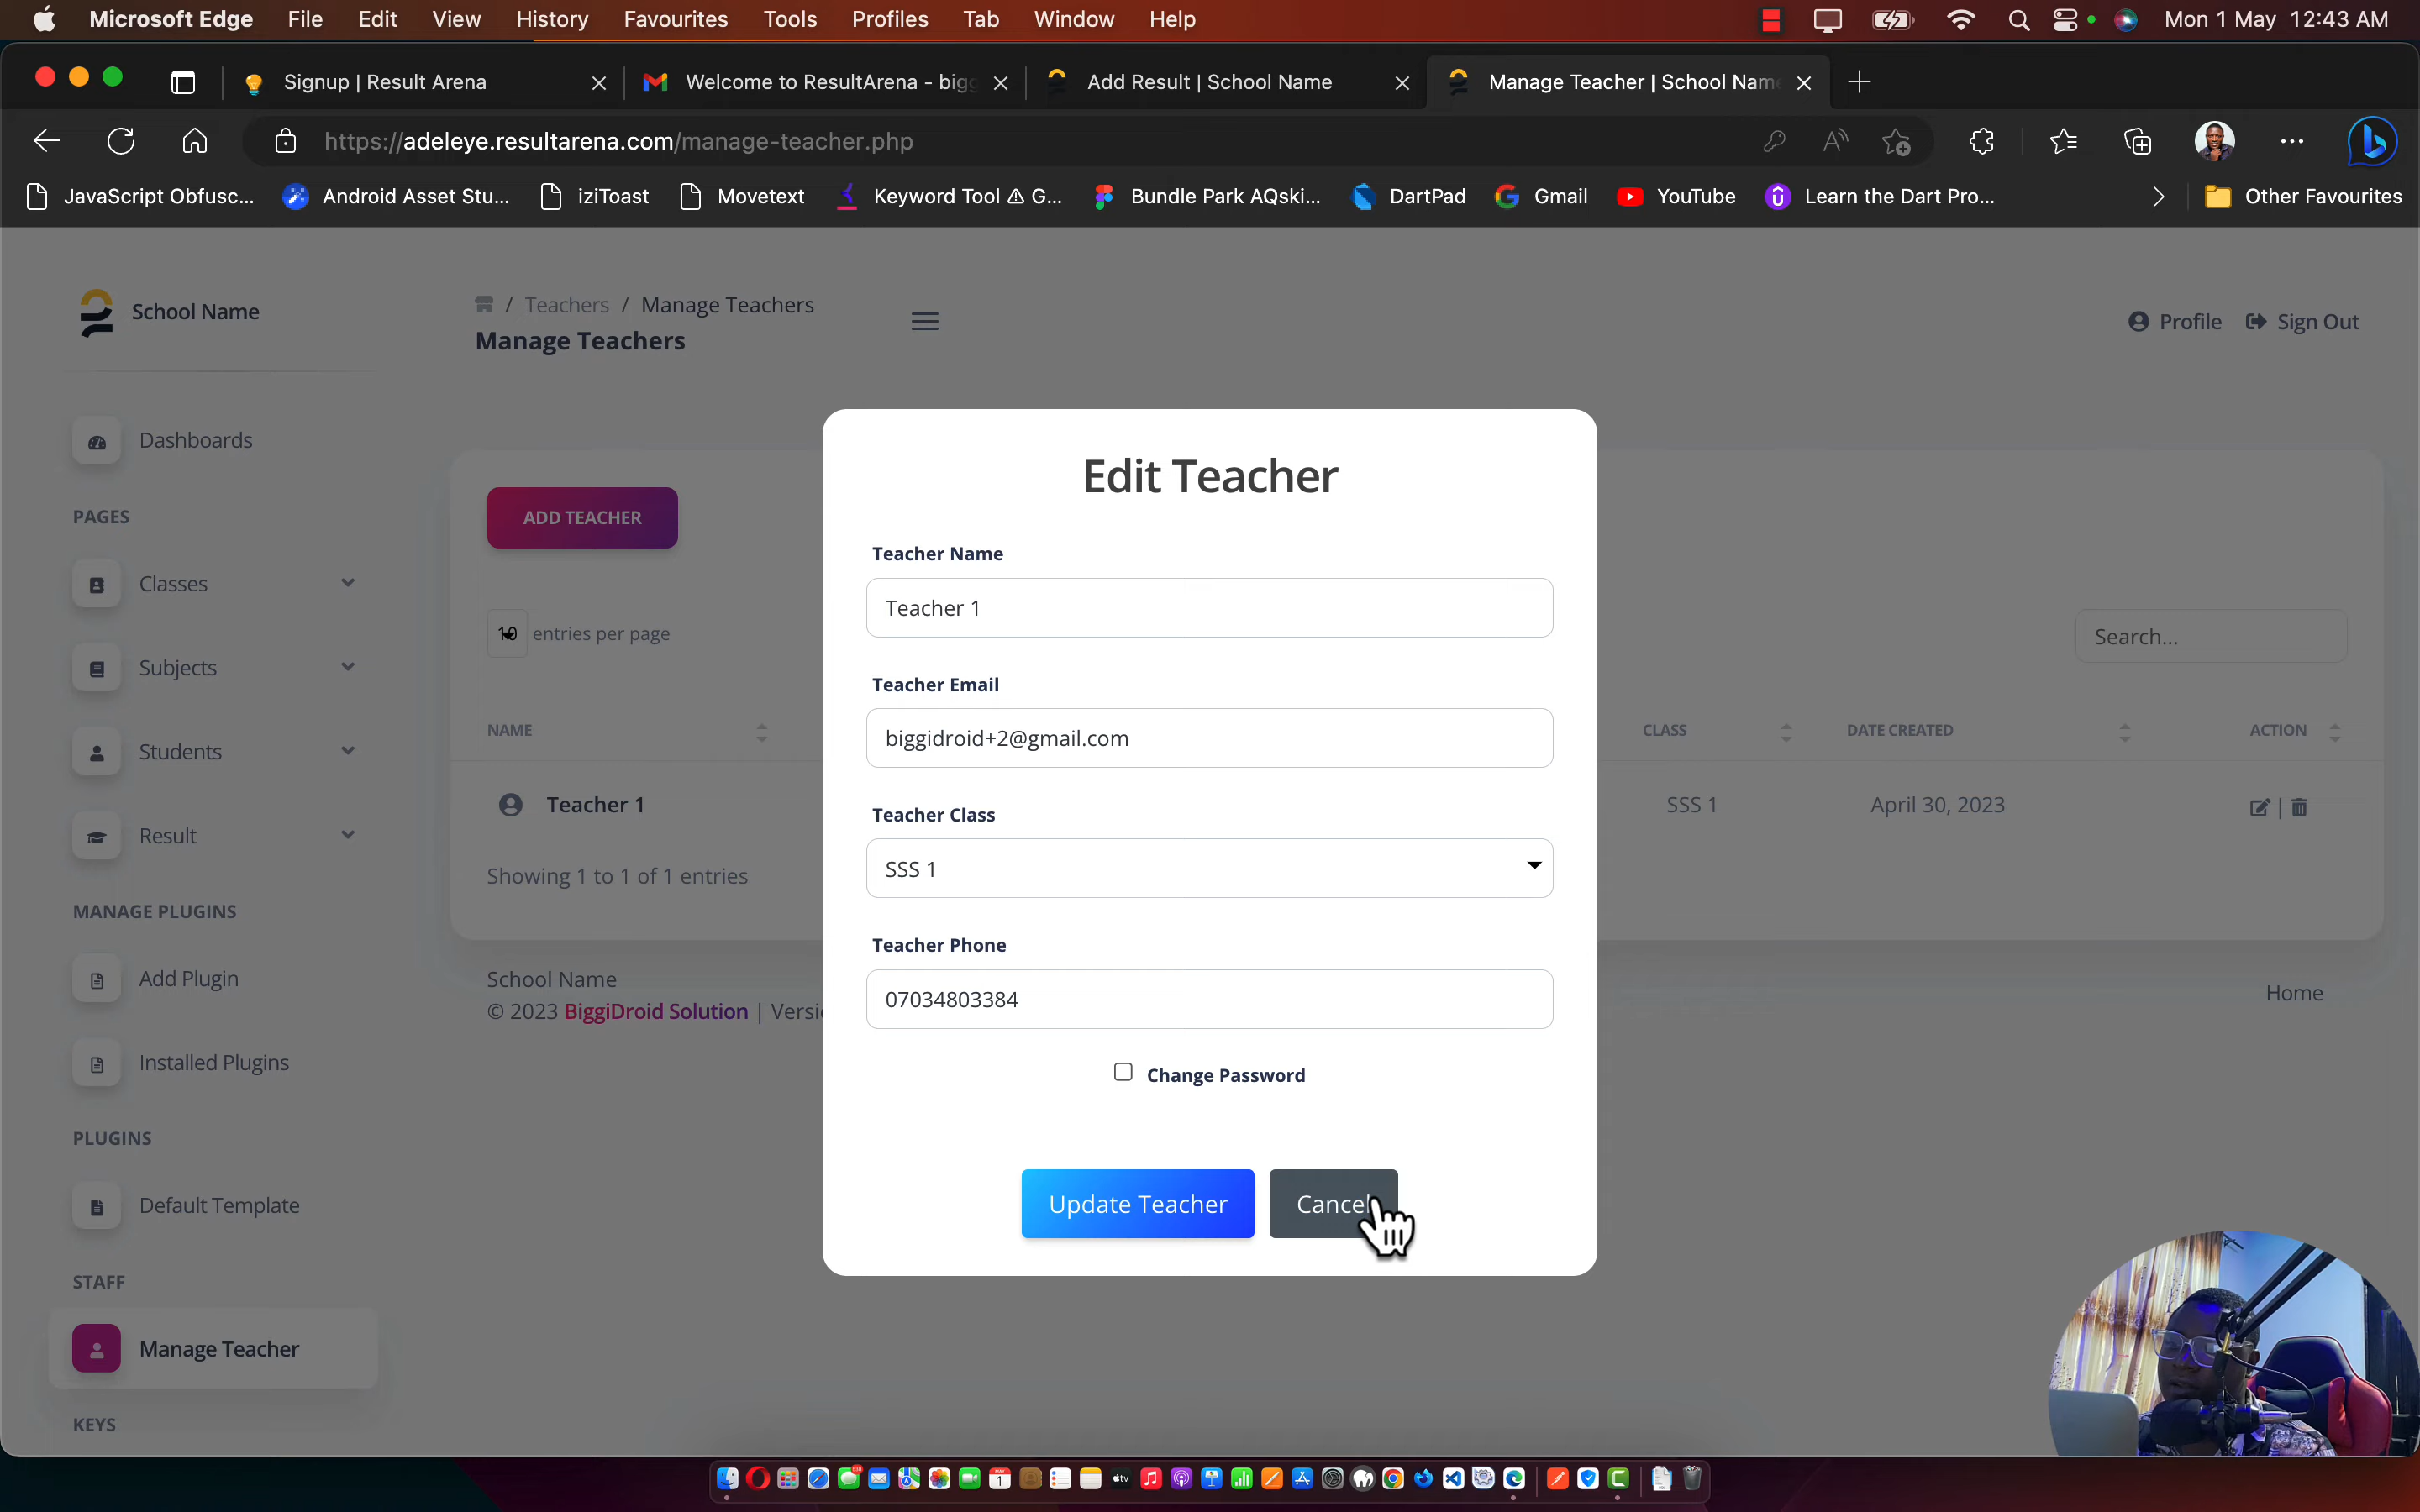 Microsoft Edge File Edit View History Favourites Tools Profiles Tab Window Help Mon 1 May 12:43 AM
Signup | Result Arena Welcome to ResultArena - bigg Add Result | School Name Manage Teacher | School Name
https://adeleye.resultarena.com/manage-teacher.php
JavaScript Obfusc... Android Asset Stu... iziToast Movetext Keyword Tool ⚠ G... Bundle Park AQski... DartPad Gmail YouTube Learn the Dart Pro... Other Favourites
School Name
/ Teachers / Manage Teachers
Manage Teachers
Profile Sign Out
Dashboards
PAGES
Classes
Subjects
Students
Result
MANAGE PLUGINS
Add Plugin
Installed Plugins
PLUGINS
Default Template
STAFF
Manage Teacher
KEYS
ADD TEACHER
10 entries per page
Search...
NAME CLASS DATE CREATED ACTION
Teacher 1 SSS 1 April 30, 2023 |
Showing 1 to 1 of 1 entries
School Name
© 2023 BiggiDroid Solution | Versi
Home
Edit Teacher
Teacher Name
Teacher 1
Teacher Email
biggidroid+2@gmail.com
Teacher Class
SSS 1
Teacher Phone
07034803384
Change Password
Update Teacher Cancel